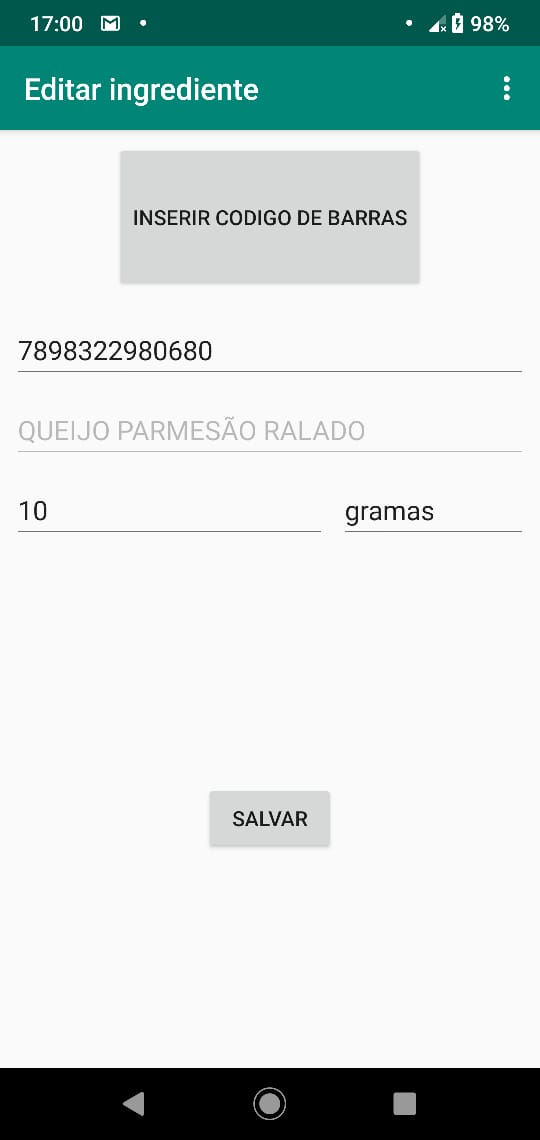 17:00 98%
Editar ingrediente
INSERIR CODIGO DE BARRAS
7898322980680
QUEIJO PARMESÃO RALADO
10 gramas
SALVAR